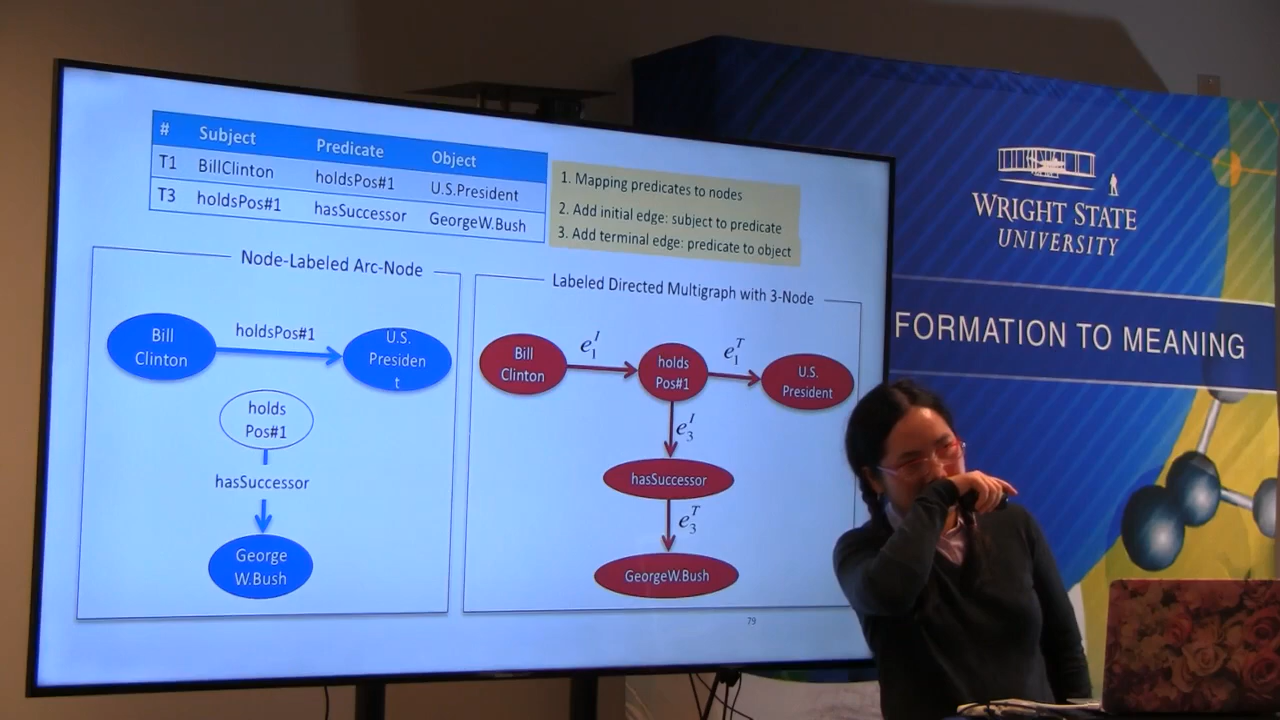 # Subject Predicate Object
T1 BillClinton holdsPos#1 U.S.President
T3 holdsPos#1 hasSuccessor GeorgeW.Bush
1. Mapping predicates to nodes
2. Add initial edge: subject to predicate
3. Add terminal edge: predicate to object
Node-Labeled Arc-Node
Bill
Clinton
holdsPos#1
U.S.
Presiden
t
holds
Pos#1
hasSuccessor
George
W.Bush
Labeled Directed Multigraph with 3-Node
Bill
Clinton
e₁ᴵ
holds
Pos#1
e₁ᵀ
U.S.
President
e₃ᴵ
hasSuccessor
e₃ᵀ
GeorgeW.Bush
79
WRIGHT STATE
UNIVERSITY
FORMATION TO MEANING